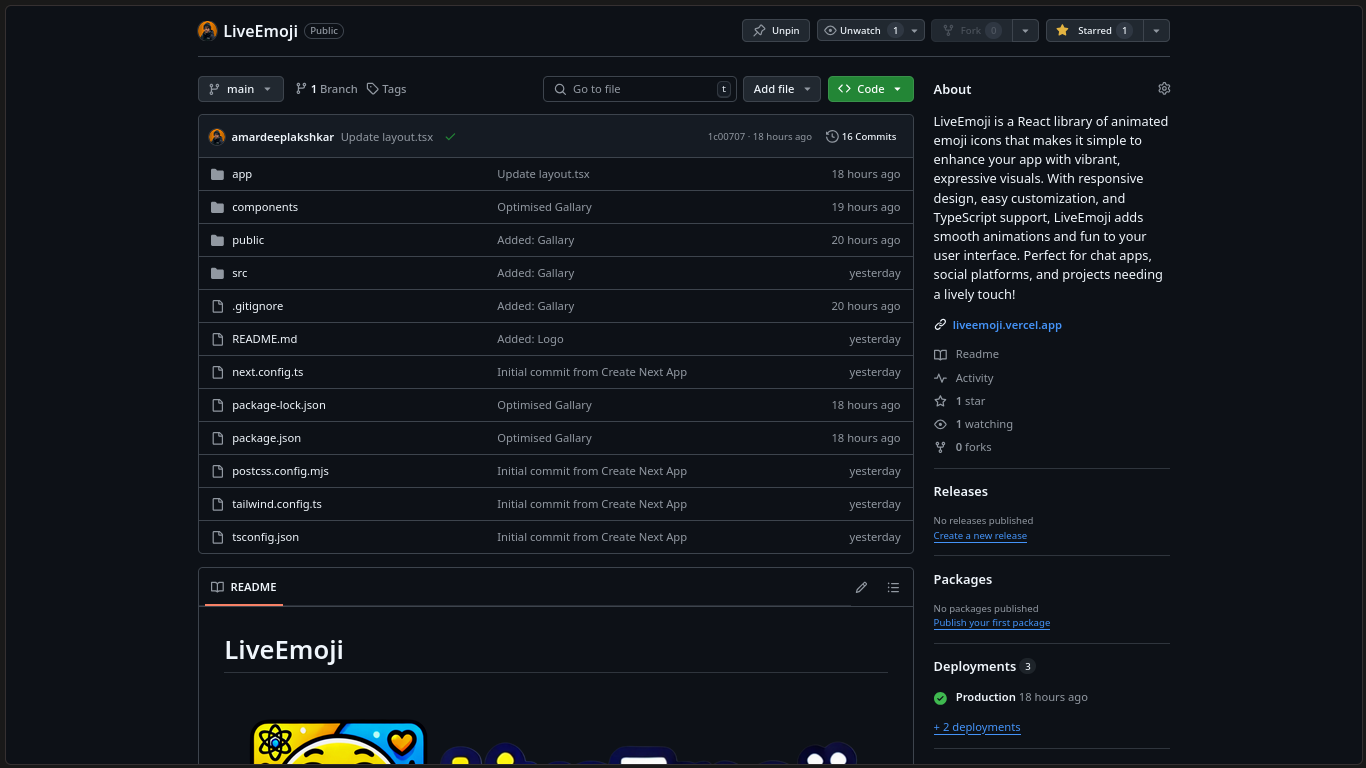 LiveEmoji Public Unpin Unwatch 1 Fork 0 Starred 1
main 1 Branch Tags Go to file t Add file Code
amardeeplakshkar Update layout.tsx 1c00707 · 18 hours ago 16 Commits
app Update layout.tsx 18 hours ago
components Optimised Gallary 19 hours ago
public Added: Gallary 20 hours ago
src Added: Gallary yesterday
.gitignore Added: Gallary 20 hours ago
README.md Added: Logo yesterday
next.config.ts Initial commit from Create Next App yesterday
package-lock.json Optimised Gallary 18 hours ago
package.json Optimised Gallary 18 hours ago
postcss.config.mjs Initial commit from Create Next App yesterday
tailwind.config.ts Initial commit from Create Next App yesterday
tsconfig.json Initial commit from Create Next App yesterday
README
LiveEmoji
About
LiveEmoji is a React library of animated
emoji icons that makes it simple to
enhance your app with vibrant,
expressive visuals. With responsive
design, easy customization, and
TypeScript support, LiveEmoji adds
smooth animations and fun to your
user interface. Perfect for chat apps,
social platforms, and projects needing
a lively touch!
liveemoji.vercel.app
Readme
Activity
1 star
1 watching
0 forks
Releases
No releases published
Create a new release
Packages
No packages published
Publish your first package
Deployments 3
Production 18 hours ago
+ 2 deployments